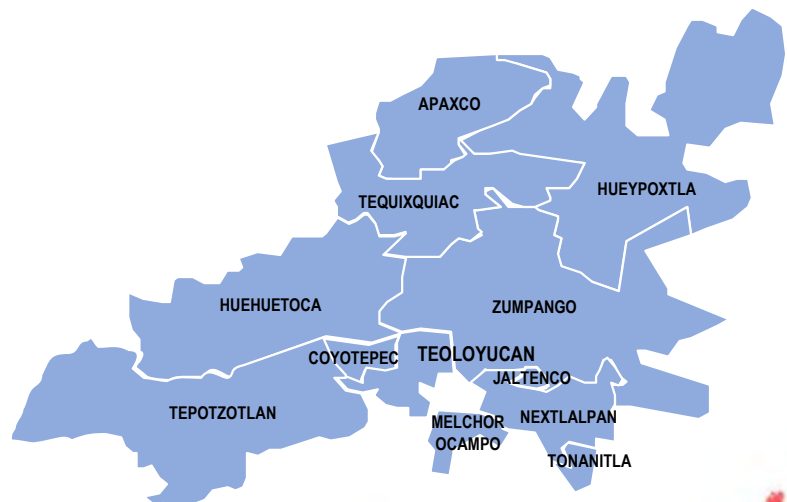 APAXCO
HUEYPOXTLA
TEQUIXQUIAC
HUEHUETOCA
ZUMPANGO
COYOTEPEC
TEOLOYUCAN
JALTENCO
TEPOTZOTLAN
MELCHOR
OCAMPO
NEXTLALPAN
TONANITLA